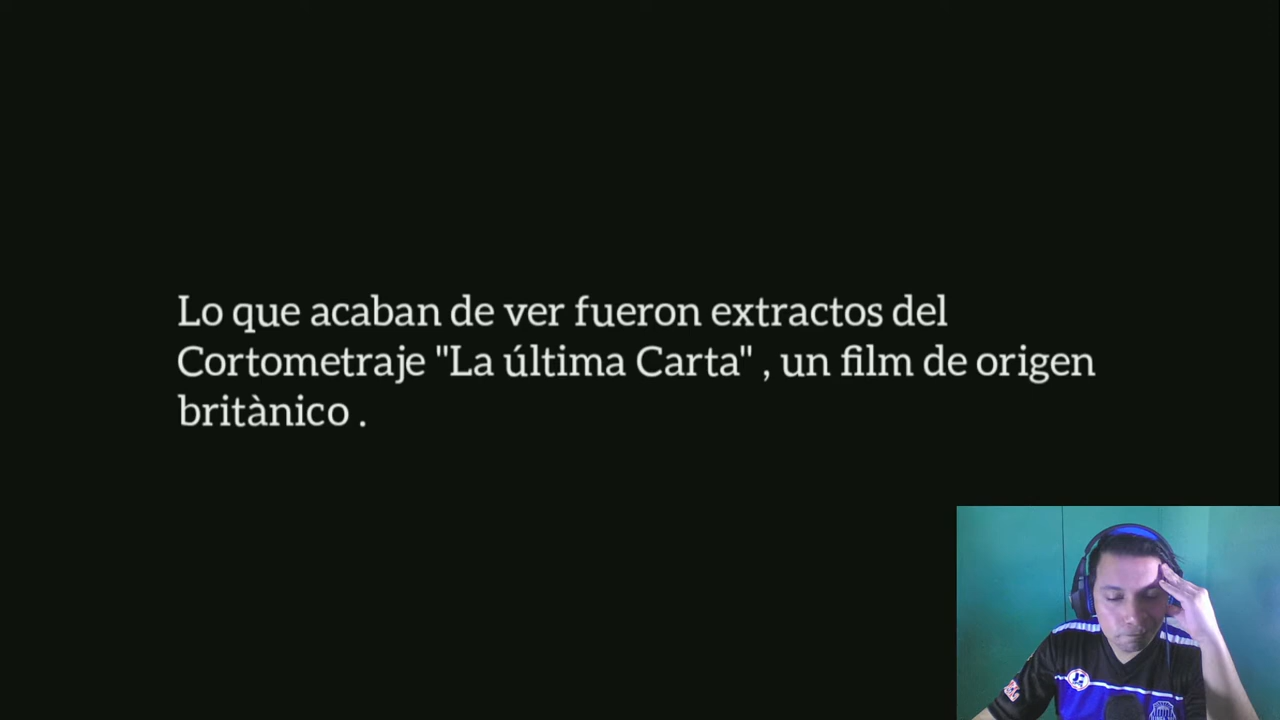 Lo que acaban de ver fueron extractos del
Cortometraje "La última Carta" , un film de origen
britànico .